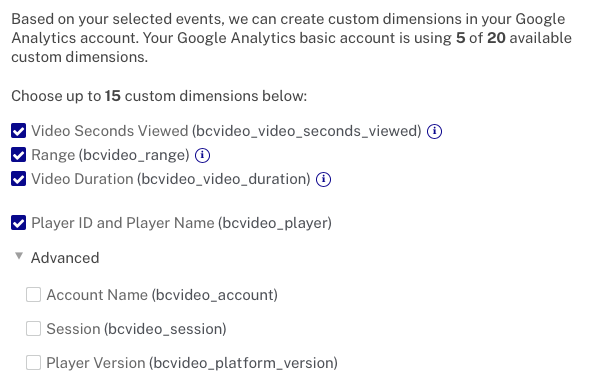 Based on your selected events, we can create custom dimensions in your Google
Analytics account. Your Google Analytics basic account is using 5 of 20 available
custom dimensions.
Choose up to 15 custom dimensions below:
Video Seconds Viewed (bcvideo_video_seconds_viewed) i
Range (bcvideo_range) i
Video Duration (bcvideo_video_duration) i
Player ID and Player Name (bcvideo_player)
Advanced
Account Name (bcvideo_account)
Session (bcvideo_session)
Player Version (bcvideo_platform_version)